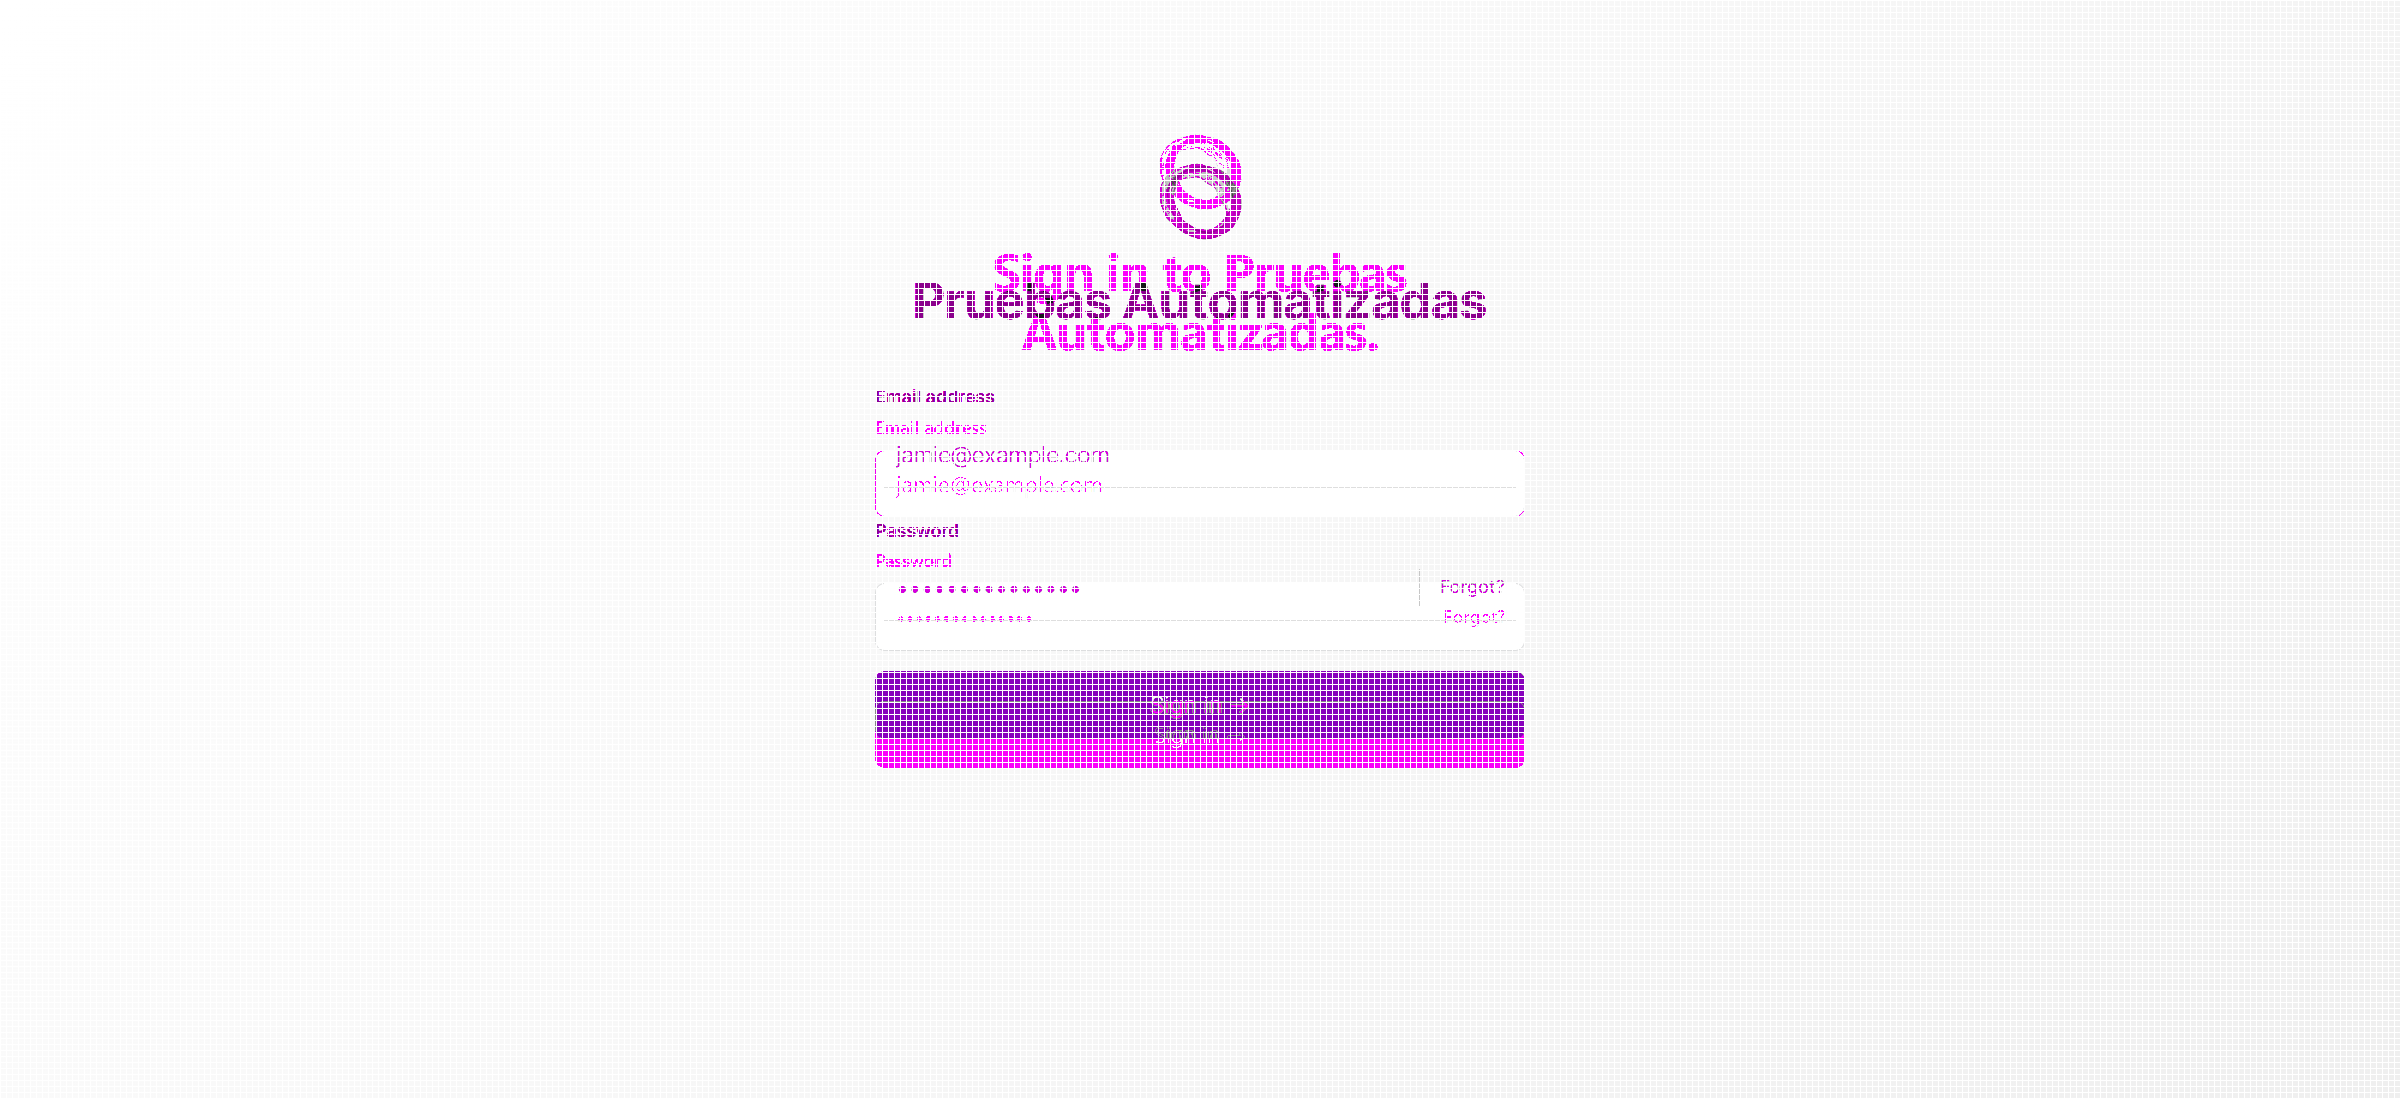 Sign in to Pruebas
Pruebas Automatizadas
Automatizadas.
Email address
Email address
jamie@example.com
jamie@example.com
Password
Password
Forgot?
Forgot?
Sign in →
Sign in →